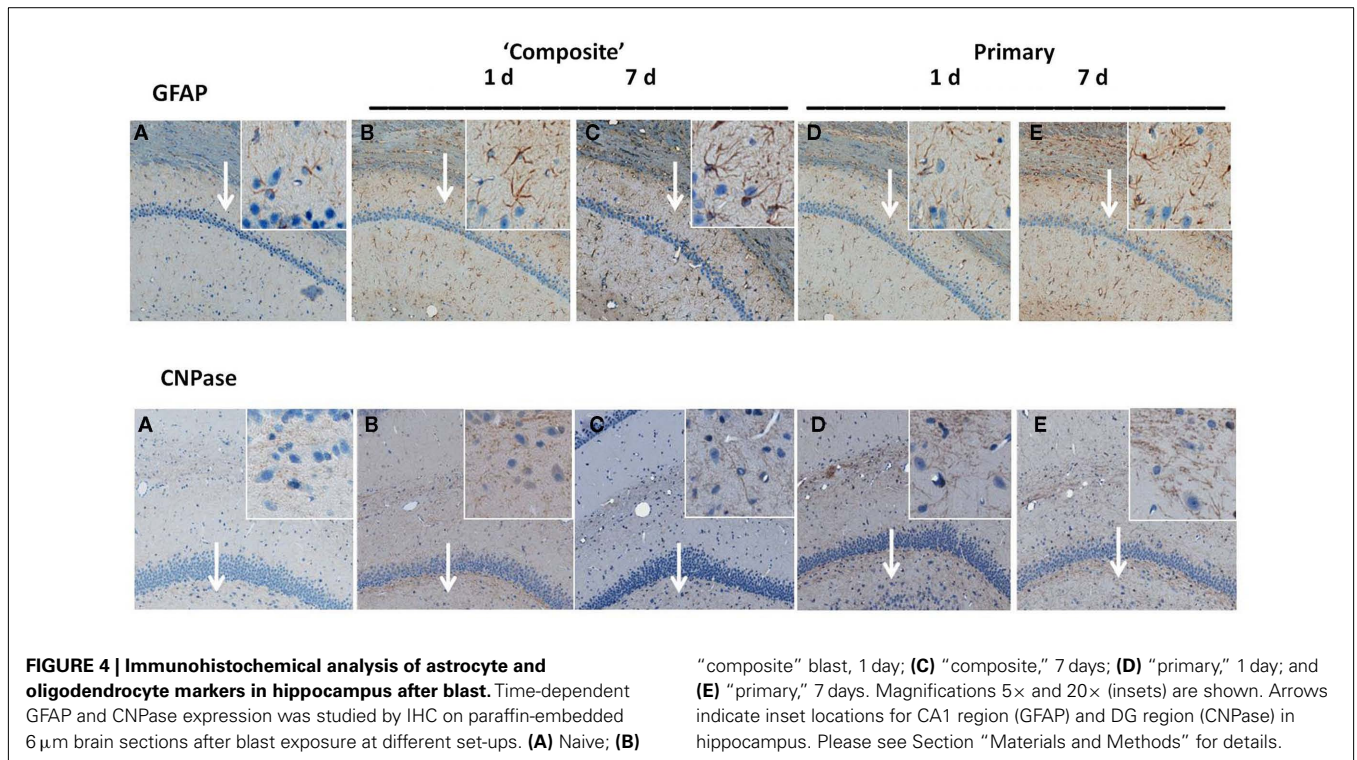 ‘Composite’ Primary
1 d 7 d 1 d 7 d
GFAP
A B C D E
CNPase
A B C D E
FIGURE 4 | Immunohistochemical analysis of astrocyte and
oligodendrocyte markers in hippocampus after blast. Time-dependent
GFAP and CNPase expression was studied by IHC on paraffin-embedded
6 μm brain sections after blast exposure at different set-ups. (A) Naive; (B)
“composite” blast, 1 day; (C) “composite,” 7 days; (D) “primary,” 1 day; and
(E) “primary,” 7 days. Magnifications 5× and 20× (insets) are shown. Arrows
indicate inset locations for CA1 region (GFAP) and DG region (CNPase) in
hippocampus. Please see Section “Materials and Methods” for details.